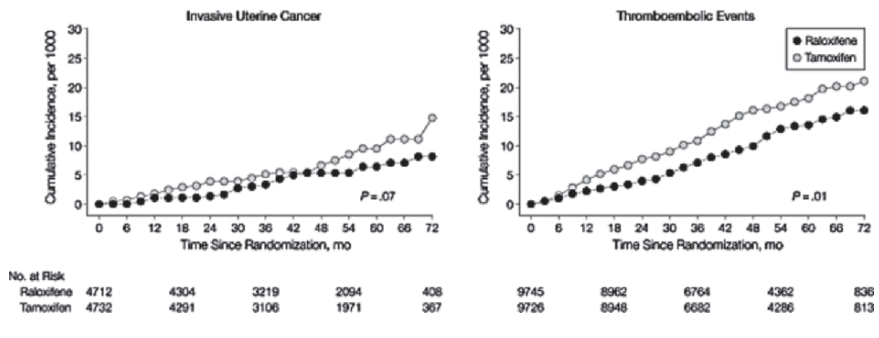 Invasive Uterine Cancer
Cumulative Incidence, per 1000
30
25
20
15
10
5
0
P = .07
0 6 12 18 24 30 36 42 48 54 60 66 72
Time Since Randomization, mo
Thromboembolic Events
Cumulative Incidence, per 1000
30
25
20
15
10
5
0
Raloxifene
Tamoxifen
P = .01
0 6 12 18 24 30 36 42 48 54 60 66 72
Time Since Randomization, mo
No. at Risk
Raloxifene 4712 4304 3219 2094 408 9745 8962 6764 4362 836
Tamoxifen 4732 4291 3106 1971 367 9726 8948 6682 4286 813